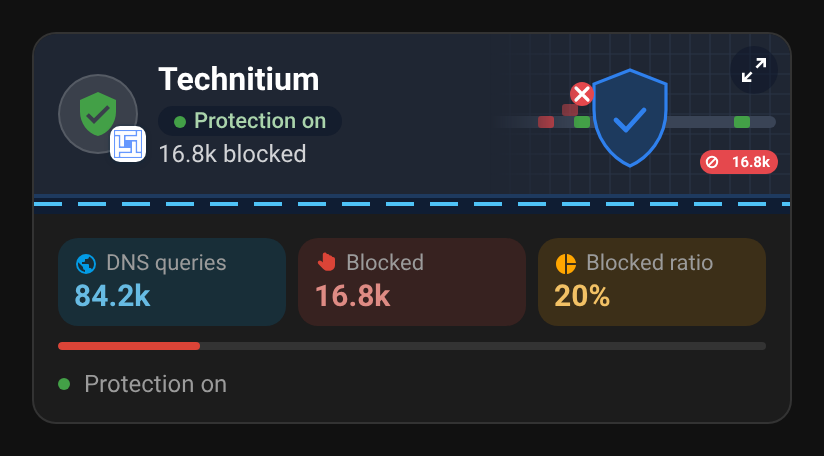 Technitium
Protection on
16.8k blocked
16.8k
DNS queries
84.2k
Blocked
16.8k
Blocked ratio
20%
Protection on